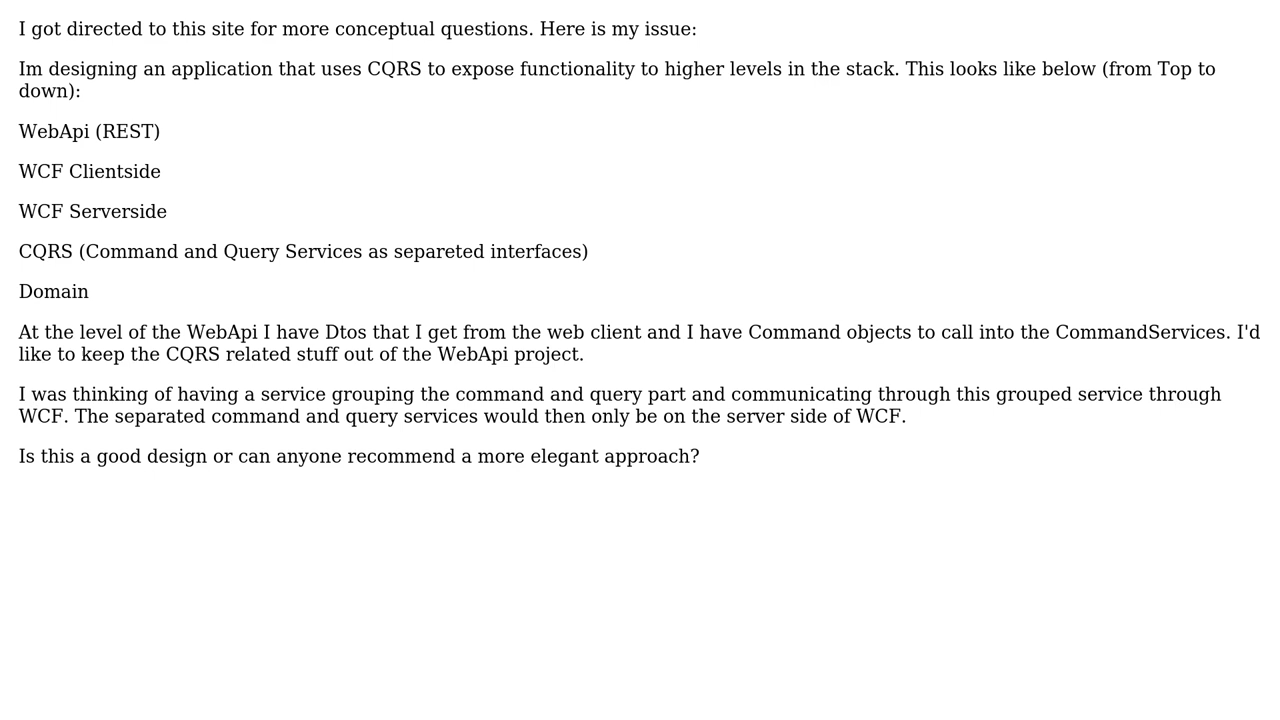 I got directed to this site for more conceptual questions. Here is my issue:
Im designing an application that uses CQRS to expose functionality to higher levels in the stack. This looks like below (from Top to
down):
WebApi (REST)
WCF Clientside
WCF Serverside
CQRS (Command and Query Services as separeted interfaces)
Domain
At the level of the WebApi I have Dtos that I get from the web client and I have Command objects to call into the CommandServices. I'd
like to keep the CQRS related stuff out of the WebApi project.
I was thinking of having a service grouping the command and query part and communicating through this grouped service through
WCF. The separated command and query services would then only be on the server side of WCF.
Is this a good design or can anyone recommend a more elegant approach?